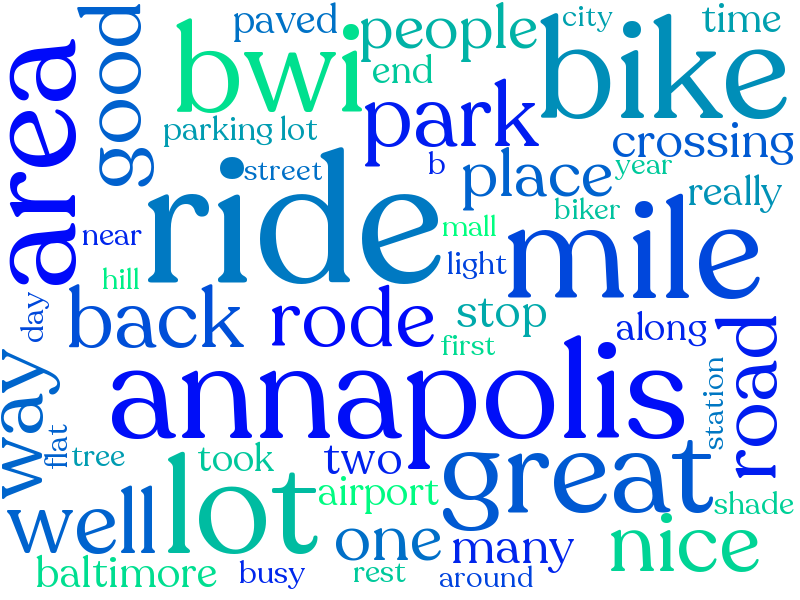 paved
people
city
time
good
bwi
end
bike
area
park
parking lot
crossing
street
b
place
year
really
ride
near
mall
biker
mile
light
hill
day
back
rode
stop
along
first
road
way
annapolis
station
flat
tree
took
two
great
lot
airport
shade
well
one
many
nice
baltimore
busy
rest
around